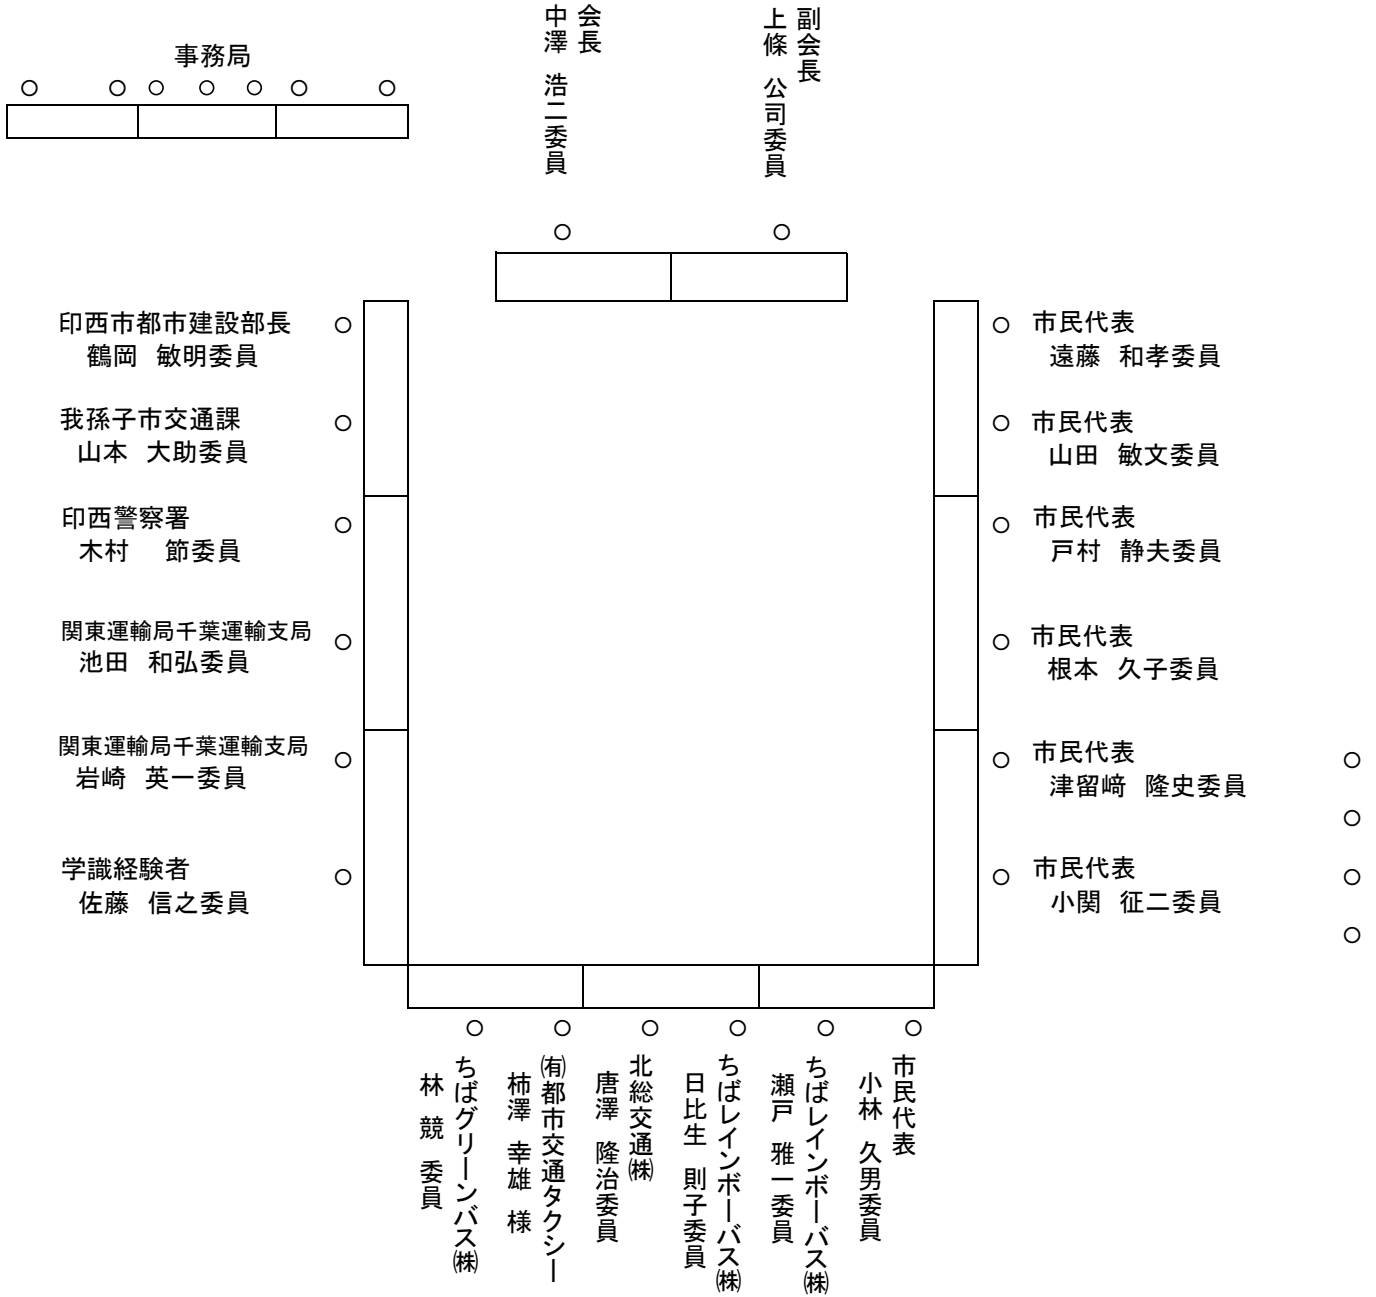 事務局
会長
中澤 浩二委員
副会長
上條 公司委員
印西市都市建設部長
鶴岡 敏明委員
我孫子市交通課
山本 大助委員
印西警察署
木村 節委員
関東運輸局千葉運輸支局
池田 和弘委員
関東運輸局千葉運輸支局
岩崎 英一委員
学識経験者
佐藤 信之委員
市民代表
遠藤 和孝委員
市民代表
山田 敏文委員
市民代表
戸村 静夫委員
市民代表
根本 久子委員
市民代表
津留﨑 隆史委員
市民代表
小関 征二委員
ちばグリーンバス㈱
林 競 委員
㈲都市交通タクシー
柿澤 幸雄 様
北総交通㈱
唐澤 隆治委員
ちばレインボーバス㈱
日比生 則子委員
ちばレインボーバス㈱
瀬戸 雅一委員
市民代表
小林 久男委員